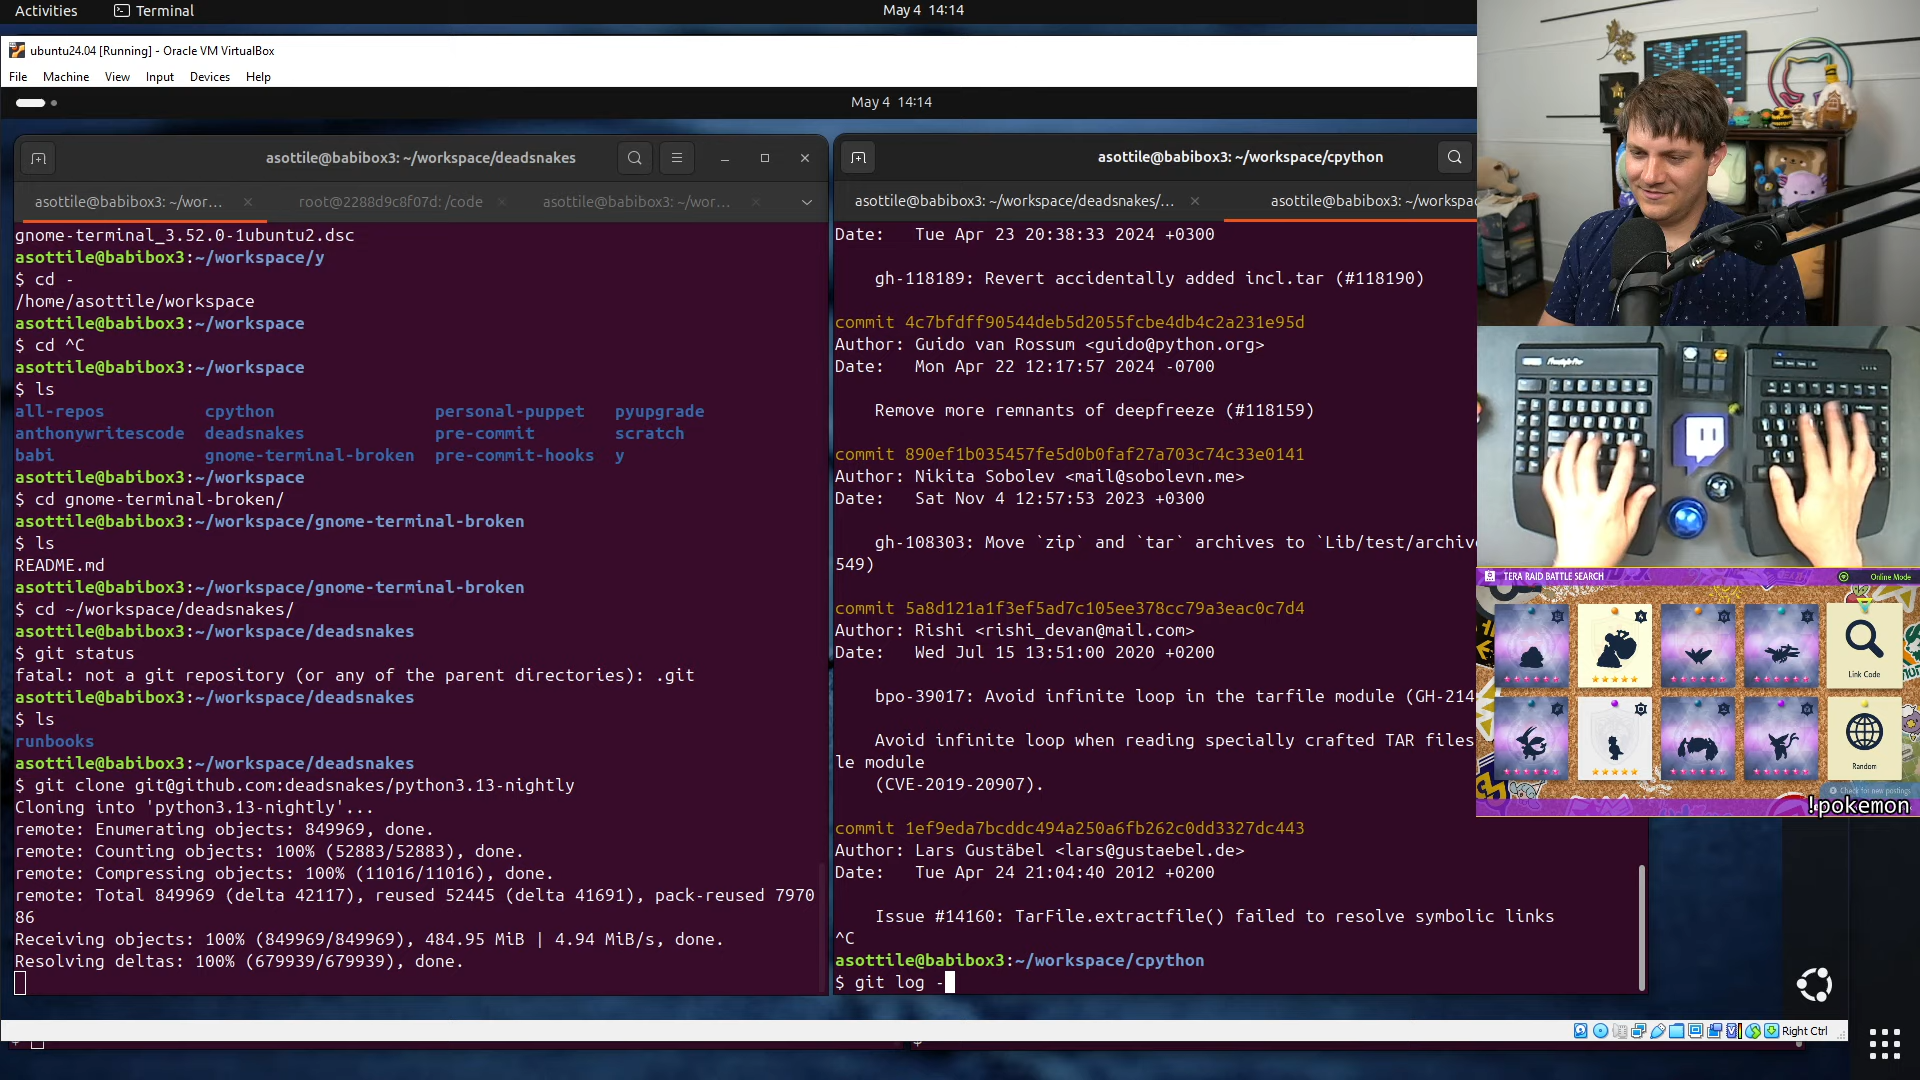 Activities
Terminal
May 4 14:14
ubuntu24.04 [Running] - Oracle VM VirtualBox
File Machine View Input Devices Help
May 4 14:14
asottile@babibox3: ~/workspace/deadsnakes
asottile@babibox3: ~/wor...
root@2288d9c8f07d: /code
asottile@babibox3: ~/wor...
gnome-terminal_3.52.0-1ubuntu2.dsc
asottile@babibox3:~/workspace/y
$ cd -
/home/asottile/workspace
asottile@babibox3:~/workspace
$ cd ^C
asottile@babibox3:~/workspace
$ ls
all-repos cpython personal-puppet pyupgrade
anthonywritescode deadsnakes pre-commit scratch
babi gnome-terminal-broken pre-commit-hooks y
asottile@babibox3:~/workspace
$ cd gnome-terminal-broken/
asottile@babibox3:~/workspace/gnome-terminal-broken
$ ls
README.md
asottile@babibox3:~/workspace/gnome-terminal-broken
$ cd ~/workspace/deadsnakes/
asottile@babibox3:~/workspace/deadsnakes
$ git status
fatal: not a git repository (or any of the parent directories): .git
asottile@babibox3:~/workspace/deadsnakes
$ ls
runbooks
asottile@babibox3:~/workspace/deadsnakes
$ git clone git@github.com:deadsnakes/python3.13-nightly
Cloning into 'python3.13-nightly'...
remote: Enumerating objects: 849969, done.
remote: Counting objects: 100% (52883/52883), done.
remote: Compressing objects: 100% (11016/11016), done.
remote: Total 849969 (delta 42117), reused 52445 (delta 41691), pack-reused 7970
86
Receiving objects: 100% (849969/849969), 484.95 MiB | 4.94 MiB/s, done.
Resolving deltas: 100% (679939/679939), done.
asottile@babibox3: ~/workspace/cpython
asottile@babibox3: ~/workspace/deadsnakes/...
asottile@babibox3: ~/workspac
Date: Tue Apr 23 20:38:33 2024 +0300
gh-118189: Revert accidentally added incl.tar (#118190)
commit 4c7bfdff90544deb5d2055fcbe4db4c2a231e95d
Author: Guido van Rossum <guido@python.org>
Date: Mon Apr 22 12:17:57 2024 -0700
Remove more remnants of deepfreeze (#118159)
commit 890ef1b035457fe5d0b0faf27a703c74c33e0141
Author: Nikita Sobolev <mail@sobolevn.me>
Date: Sat Nov 4 12:57:53 2023 +0300
gh-108303: Move `zip` and `tar` archives to `Lib/test/archiv
549)
commit 5a8d121a1f3ef5ad7c105ee378cc79a3eac0c7d4
Author: Rishi <rishi_devan@mail.com>
Date: Wed Jul 15 13:51:00 2020 +0200
bpo-39017: Avoid infinite loop in the tarfile module (GH-214
Avoid infinite loop when reading specially crafted TAR files
le module
(CVE-2019-20907).
commit 1ef9eda7bcddc494a250a6fb262c0dd3327dc443
Author: Lars Gustäbel <lars@gustaebel.de>
Date: Tue Apr 24 21:04:40 2012 +0200
Issue #14160: TarFile.extractfile() failed to resolve symbolic links
^C
asottile@babibox3:~/workspace/cpython
$ git log -
TERA RAID BATTLE SEARCH
Online Mode
Link Code
Random
Check for new postings
!pokemon
Right Ctrl